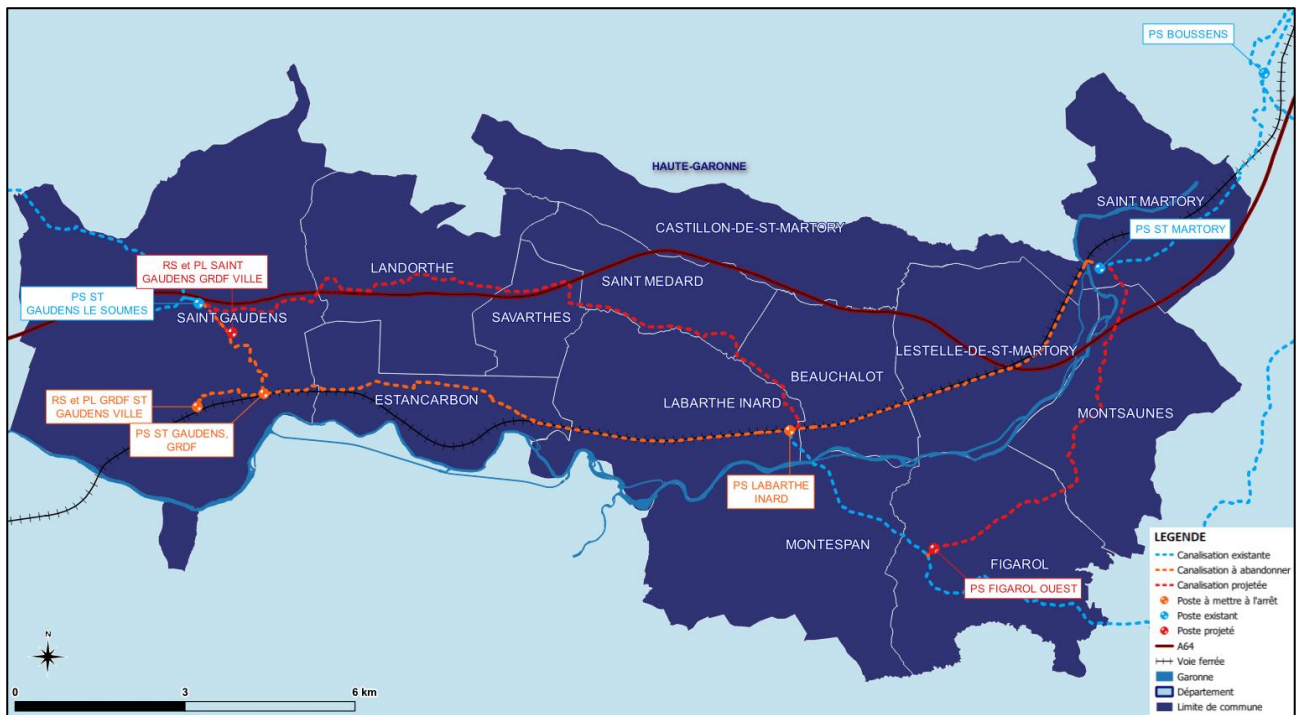 PS BOUSSENS
HAUTE-GARONNE
SAINT MARTORY
CASTILLON-DE-ST-MARTORY
PS ST MARTORY
RS et PL SAINT
GAUDENS GRDF VILLE
LANDORTHE
SAINT MEDARD
PS ST
GAUDENS LE SOUMES
SAINT GAUDENS
SAVARTHES
LESTELLE-DE-ST-MARTORY
BEAUCHALOT
RS et PL GRDF ST
GAUDENS VILLE
ESTANCARBON
LABARTHE INARD
MONTSAUNES
PS ST GAUDENS,
GRDF
PS LABARTHE
INARD
MONTESPAN
FIGAROL
PS FIGAROL OUEST
LEGENDE
Canalisation existante
Canalisation à abandonner
Canalisation projetée
Poste à mettre à l'arrêt
Poste existant
Poste projeté
A64
Voie ferrée
Garonne
Département
Limite de commune
N
0 3 6 km